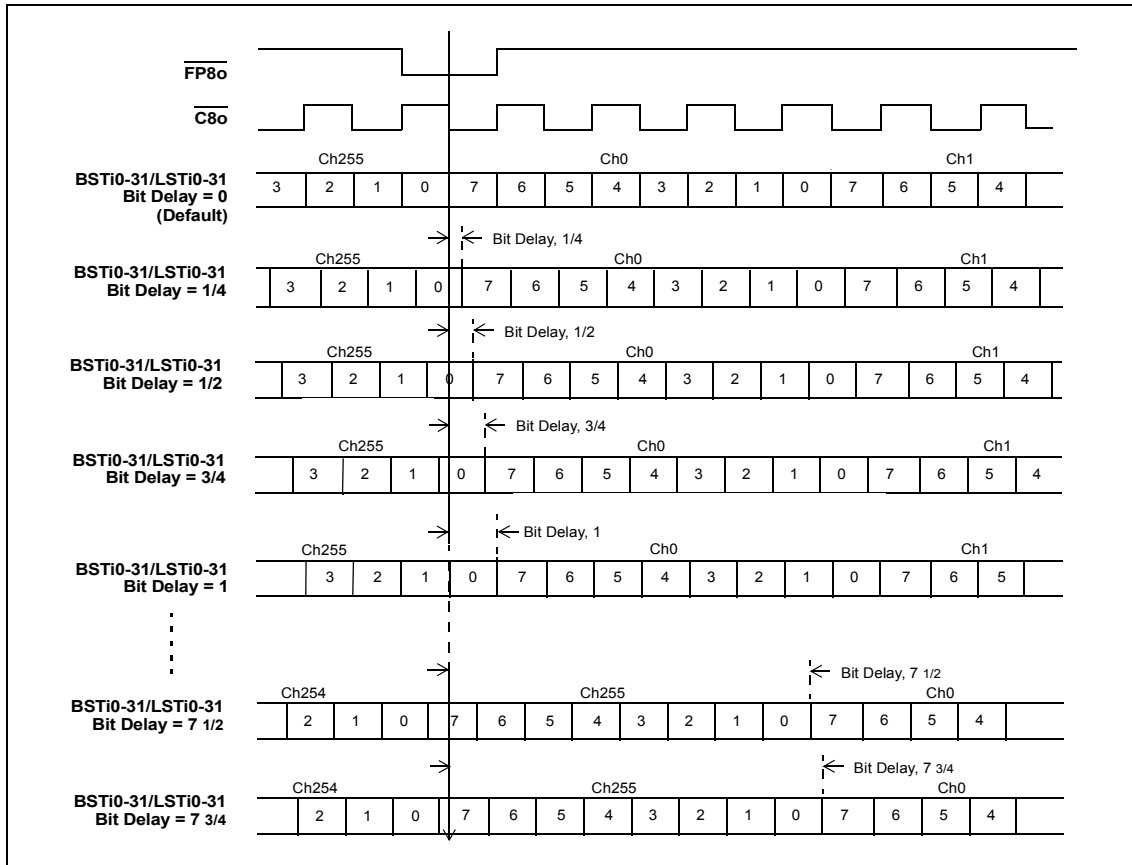 FP8o
C8o
Ch255 Ch0 Ch1
BSTi0-31/LSTi0-31
Bit Delay = 0
(Default)
3 2 1 0 7 6 5 4 3 2 1 0 7 6 5 4
Bit Delay, 1/4
Ch255 Ch0 Ch1
BSTi0-31/LSTi0-31
Bit Delay = 1/4
3 2 1 0 7 6 5 4 3 2 1 0 7 6 5 4
Bit Delay, 1/2
Ch255 Ch0 Ch1
BSTi0-31/LSTi0-31
Bit Delay = 1/2
3 2 1 0 7 6 5 4 3 2 1 0 7 6 5 4
Bit Delay, 3/4
Ch255 Ch0 Ch1
BSTi0-31/LSTi0-31
Bit Delay = 3/4
3 2 1 0 7 6 5 4 3 2 1 0 7 6 5 4
Bit Delay, 1
Ch255 Ch0 Ch1
BSTi0-31/LSTi0-31
Bit Delay = 1
3 2 1 0 7 6 5 4 3 2 1 0 7 6 5
Bit Delay, 7 1/2
Ch254 Ch255 Ch0
BSTi0-31/LSTi0-31
Bit Delay = 7 1/2
2 1 0 7 6 5 4 3 2 1 0 7 6 5 4
Bit Delay, 7 3/4
Ch254 Ch255 Ch0
BSTi0-31/LSTi0-31
Bit Delay = 7 3/4
2 1 0 7 6 5 4 3 2 1 0 7 6 5 4